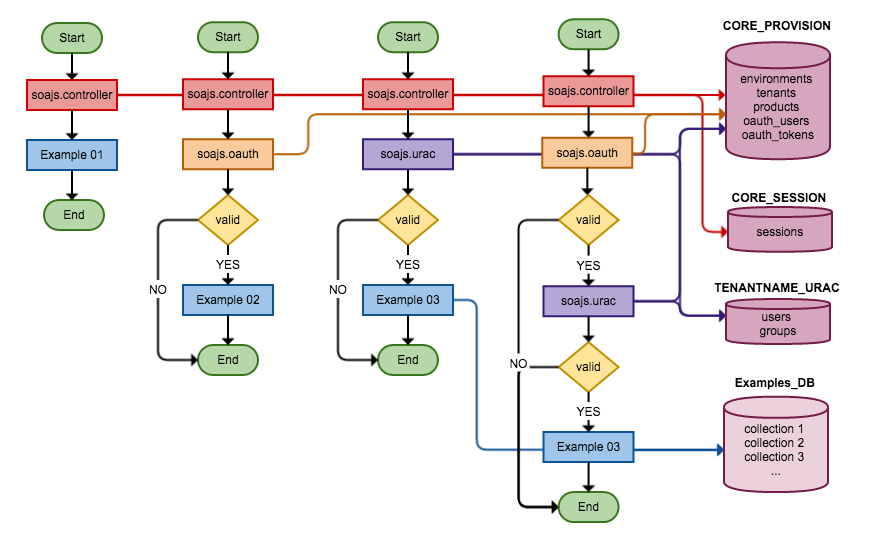 Start
Start
Start
Start
CORE_PROVISION
soajs.controller
soajs.controller
soajs.controller
soajs.controller
environments
tenants
products
oauth_users
oauth_tokens
Example 01
soajs.oauth
soajs.urac
soajs.oauth
End
valid
valid
valid
CORE_SESSION
sessions
YES
YES
YES
NO
NO
Example 02
Example 03
soajs.urac
TENANTNAME_URAC
users
groups
End
End
NO
valid
Examples_DB
YES
collection 1
collection 2
collection 3
...
Example 03
End